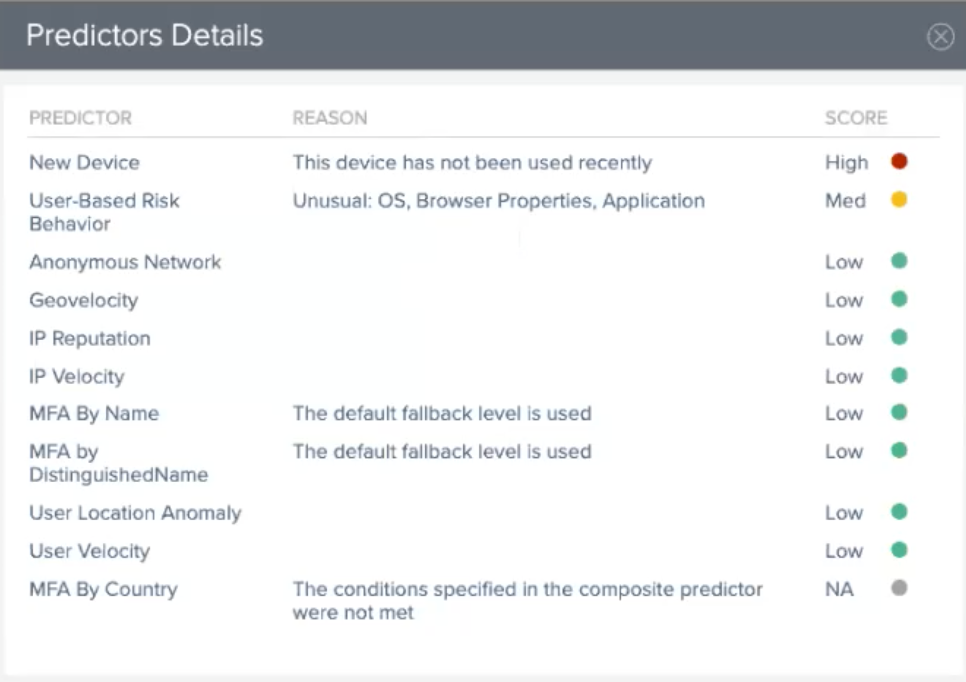 Predictors Details
PREDICTOR REASON SCORE
New Device This device has not been used recently High
User-Based Risk Unusual: OS, Browser Properties, Application Med
Behavior
Anonymous Network Low
Geovelocity Low
IP Reputation Low
IP Velocity Low
MFA By Name The default fallback level is used Low
MFA by The default fallback level is used Low
DistinguishedName
User Location Anomaly Low
User Velocity Low
MFA By Country The conditions specified in the composite predictor NA
were not met